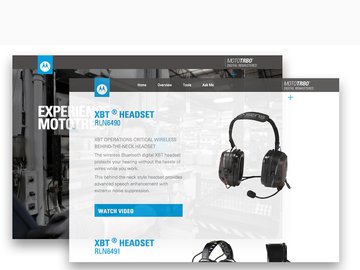 MOTOTRBO
DIGITAL REMASTERED
EXPERIENCE
MOTOTRBO
Home Overview Tools Ask Me
MOTOTRBO
DIGITAL REMASTERED
XBT ® HEADSET
RLN6490
XBT OPERATIONS CRITICAL WIRELESS
BEHIND-THE-NECK HEADSET
The wireless Bluetooth digital XBT headset
protects your hearing without the hassle of
wires while you work.
This behind-the-neck style headset provides
advanced speech enhancement with
extreme noise suppression.
WATCH VIDEO
XBT ® HEADSET
RLN6491